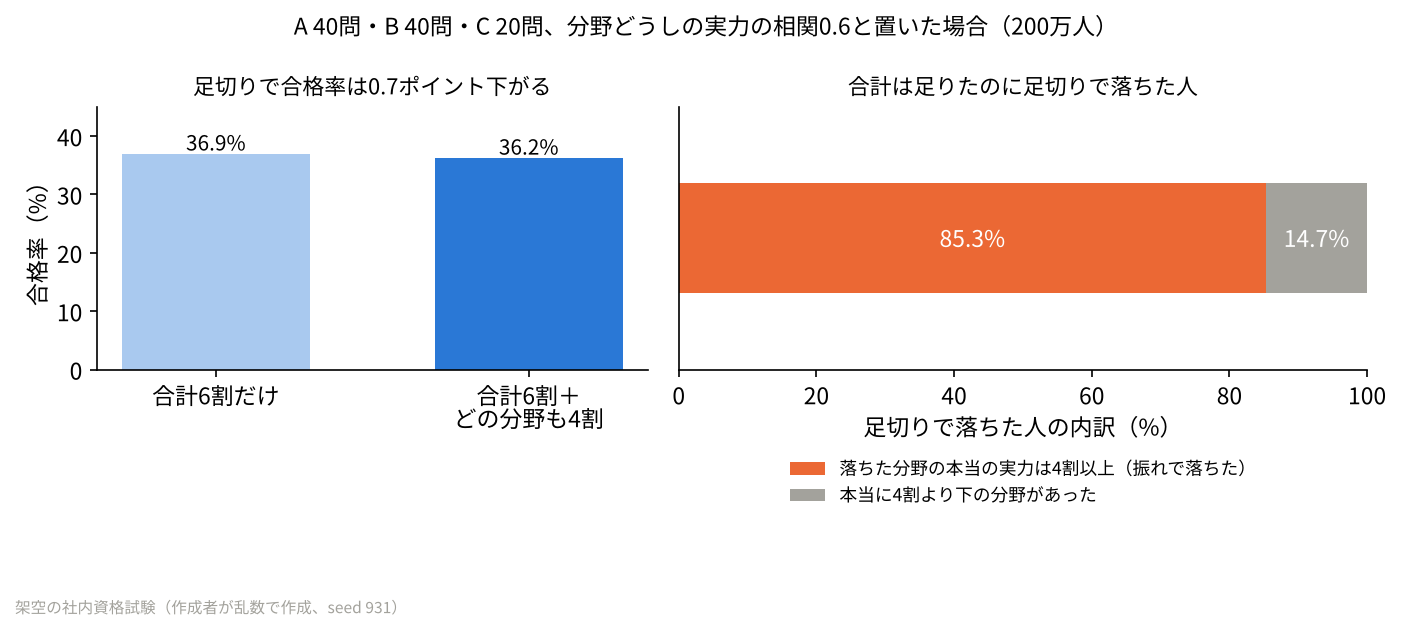 A 40問・B 40問・C 20問、分野どうしの実力の相関0.6と置いた場合（200万人）
足切りで合格率は0.7ポイント下がる
合格率（%）
40
30
20
10
0
36.9%
36.2%
合計6割だけ
合計6割＋
どの分野も4割
合計は足りたのに足切りで落ちた人
85.3%
14.7%
0
20
40
60
80
100
足切りで落ちた人の内訳（%）
落ちた分野の本当の実力は4割以上（振れで落ちた）
本当に4割より下の分野があった
架空の社内資格試験（作成者が乱数で作成、seed 931）